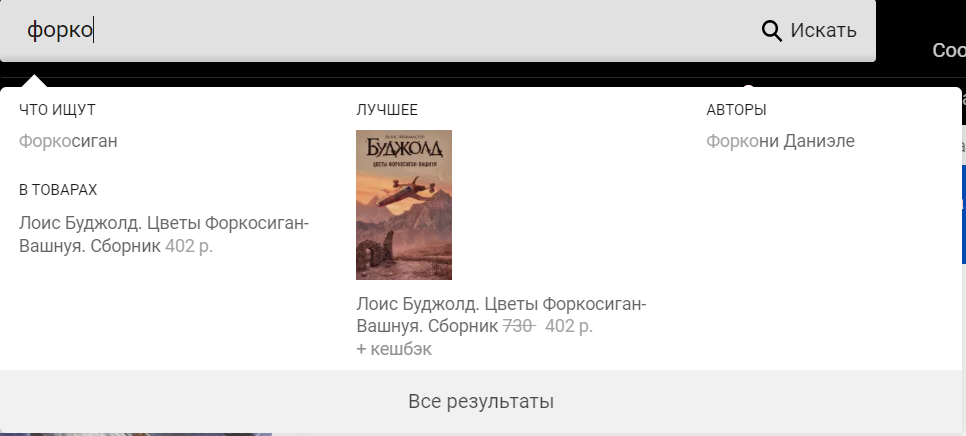 форко
Искать
Соо
ЧТО ИЩУТ
Форкосиган
В ТОВАРАХ
Лоис Буджолд. Цветы Форкосиган-
Вашнуя. Сборник 402 р.
ЛУЧШЕЕ
ЛОИС МАКМАСТЕР
БУДЖОЛД
ЦВЕТЫ ФОРКОСИГАН-ВАШНУЯ
Лоис Буджолд. Цветы Форкосиган-
Вашнуя. Сборник 730 402 р.
+ кешбэк
АВТОРЫ
Форкони Даниэле
Все результаты